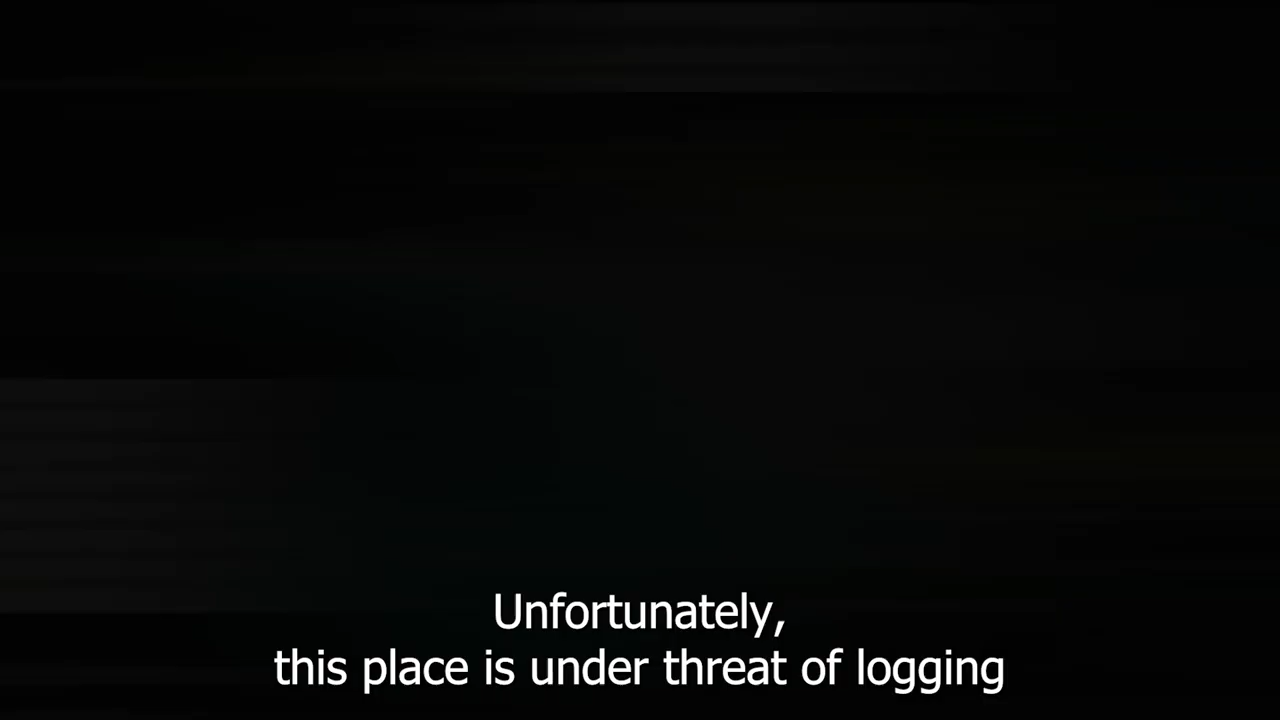 Unfortunately,
this place is under threat of logging